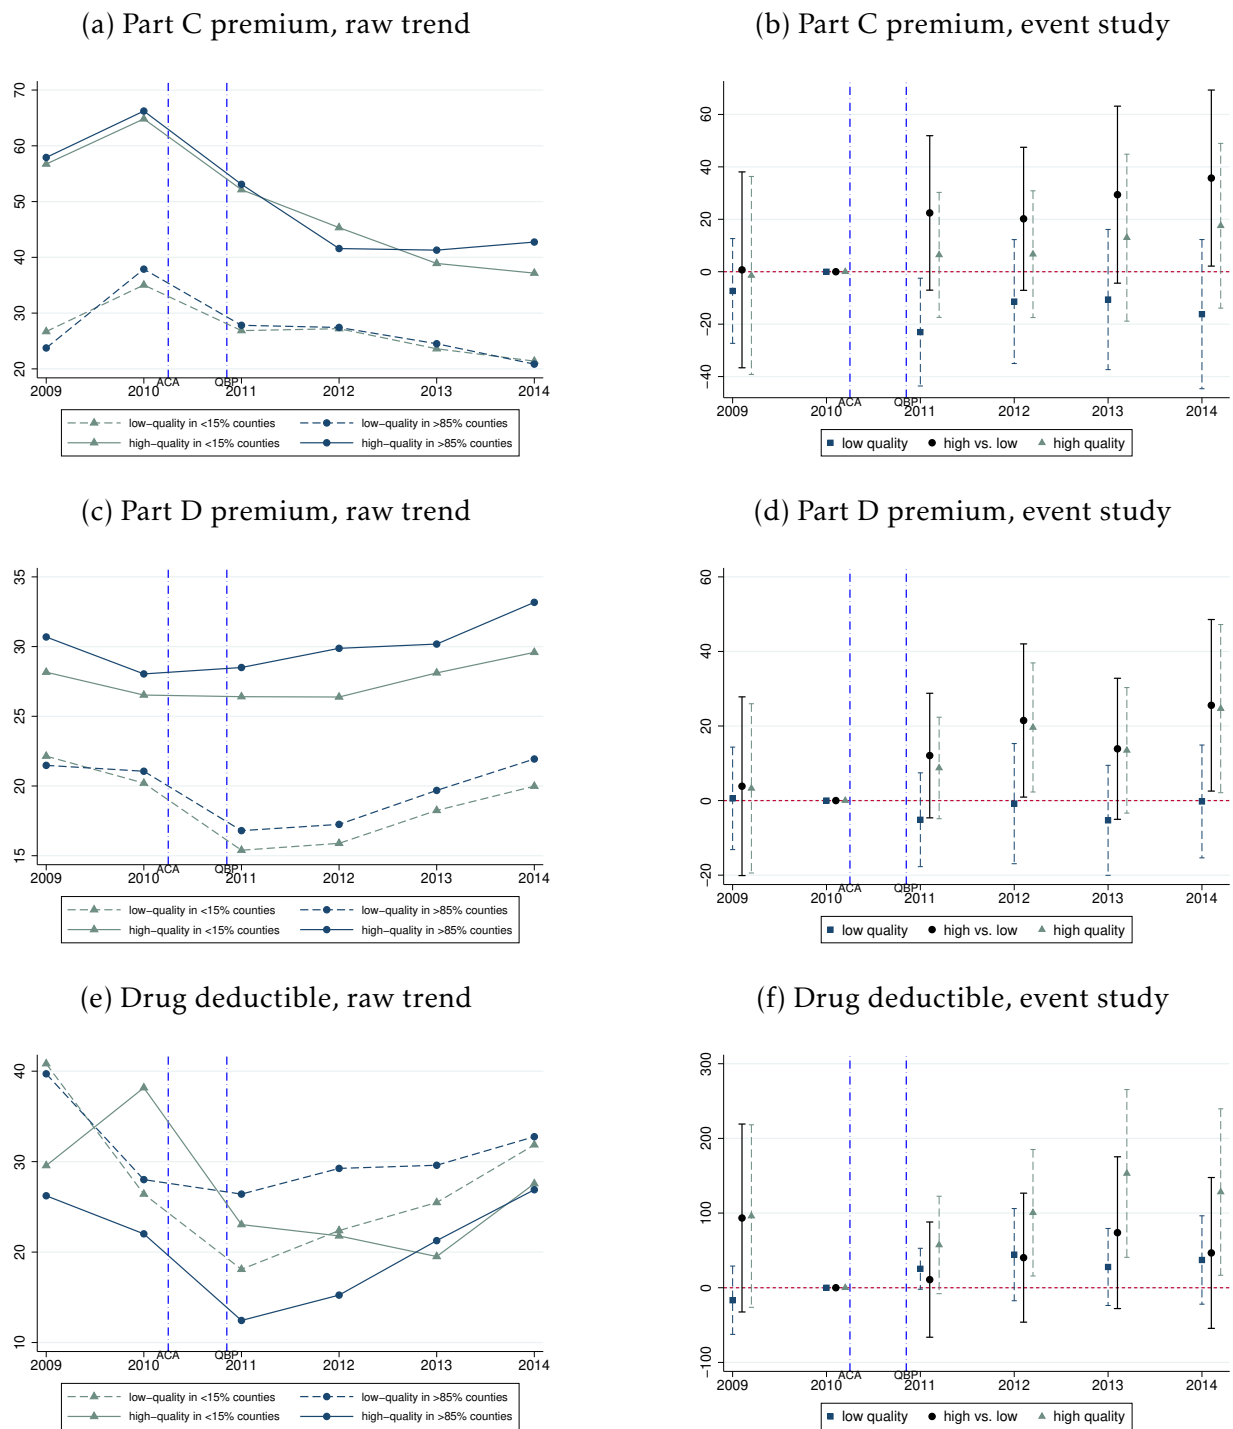 (a) Part C premium, raw trend
(b) Part C premium, event study
70
60
50
40
30
20
2009
2010
2011
2012
2013
2014
ACA
QBP
low−quality in <15% counties
low−quality in >85% counties
high−quality in <15% counties
high−quality in >85% counties
60
40
20
0
−20
−40
2009
2010
2011
2012
2013
2014
ACA
QBP
low quality
high vs. low
high quality
(c) Part D premium, raw trend
(d) Part D premium, event study
35
30
25
20
15
2009
2010
2011
2012
2013
2014
ACA
QBP
low−quality in <15% counties
low−quality in >85% counties
high−quality in <15% counties
high−quality in >85% counties
60
40
20
0
−20
2009
2010
2011
2012
2013
2014
ACA
QBP
low quality
high vs. low
high quality
(e) Drug deductible, raw trend
(f) Drug deductible, event study
40
30
20
10
2009
2010
2011
2012
2013
2014
ACA
QBP
low−quality in <15% counties
low−quality in >85% counties
high−quality in <15% counties
high−quality in >85% counties
300
200
100
0
−100
2009
2010
2011
2012
2013
2014
ACA
QBP
low quality
high vs. low
high quality